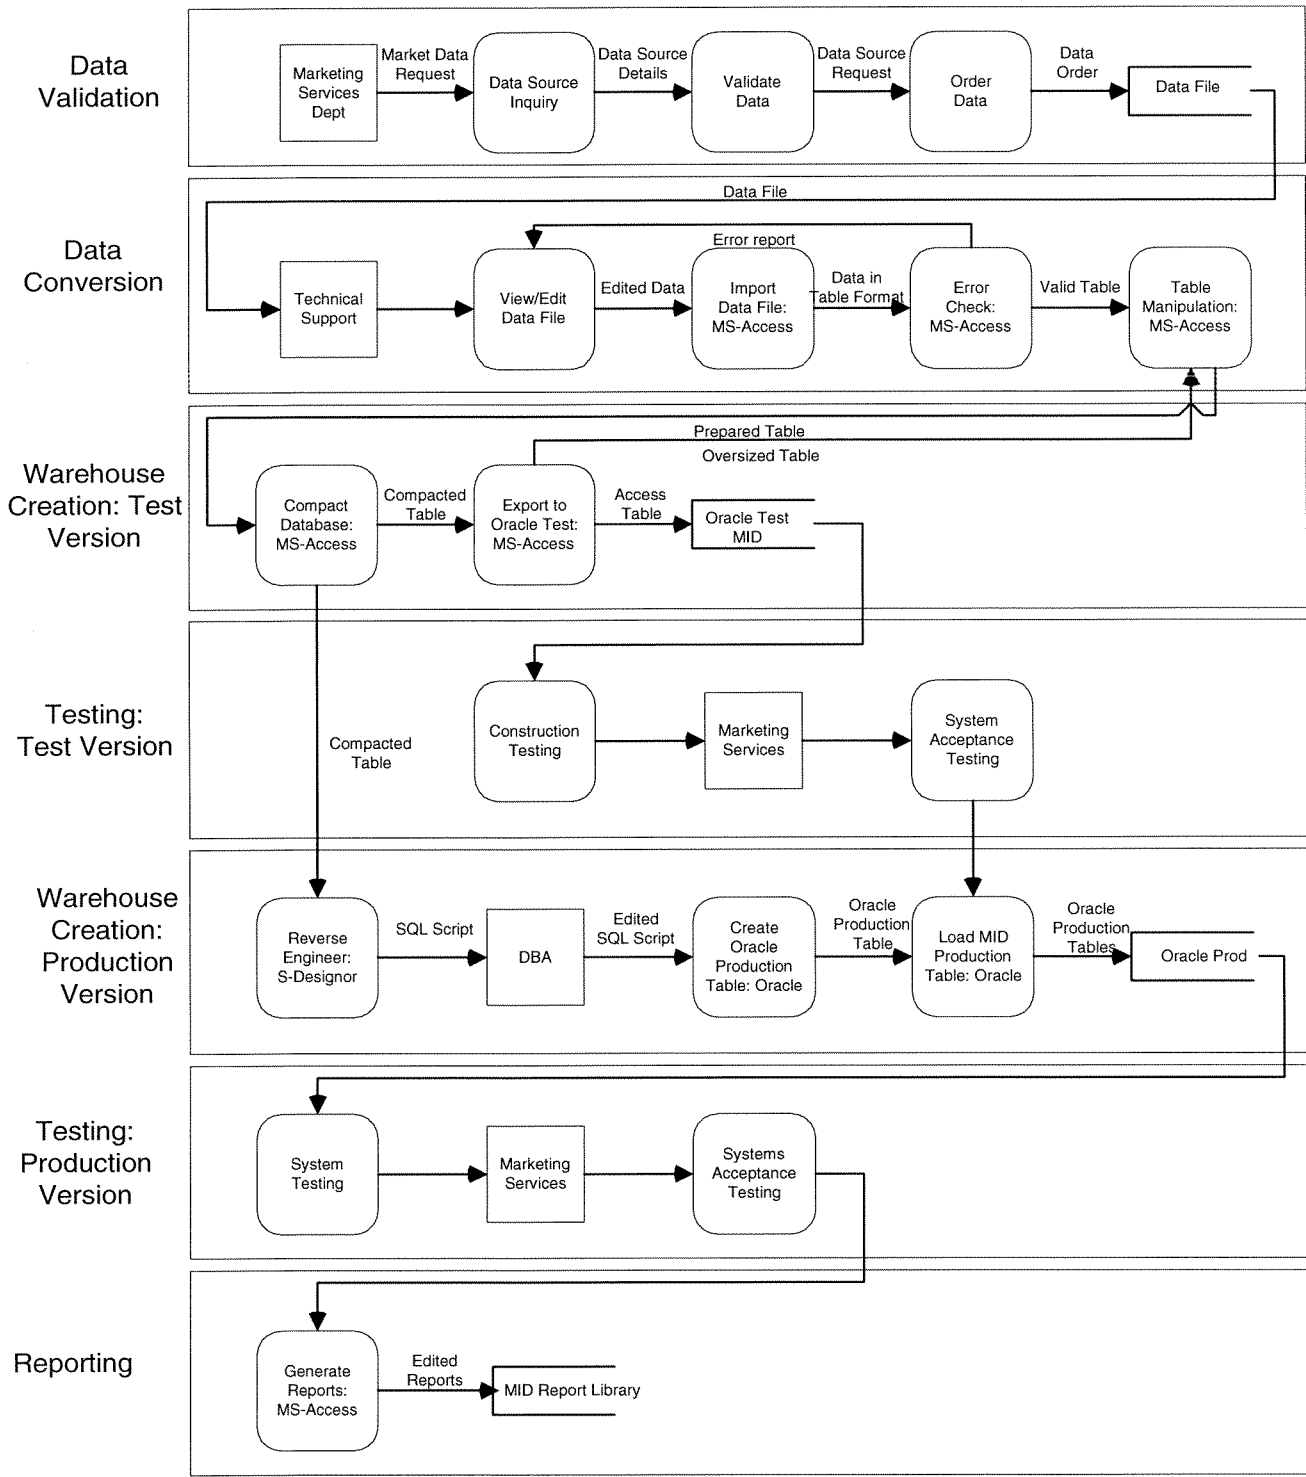 Data
Validation
Marketing
Services
Dept
Market Data
Request
Data Source
Inquiry
Data Source
Details
Validate
Data
Data Source
Request
Order
Data
Data
Order
Data File
Data File
Data
Conversion
Technical
Support
View/Edit
Data File
Error report
Edited Data
Import
Data File:
MS-Access
Data in
Table Format
Error
Check:
MS-Access
Valid Table
Table
Manipulation:
MS-Access
Warehouse
Creation: Test
Version
Prepared Table
Oversized Table
Compact
Database:
MS-Access
Compacted
Table
Export to
Oracle Test:
MS-Access
Access
Table
Oracle Test
MID
Testing:
Test Version
Compacted
Table
Construction
Testing
Marketing
Services
System
Acceptance
Testing
Warehouse
Creation:
Production
Version
Reverse
Engineer:
S-Designor
SQL Script
DBA
Edited
SQL Script
Create
Oracle
Production
Table: Oracle
Oracle
Production
Table
Load MID
Production
Table: Oracle
Oracle
Production
Tables
Oracle Prod
Testing:
Production
Version
System
Testing
Marketing
Services
Systems
Acceptance
Testing
Reporting
Generate
Reports:
MS-Access
Edited
Reports
MID Report Library